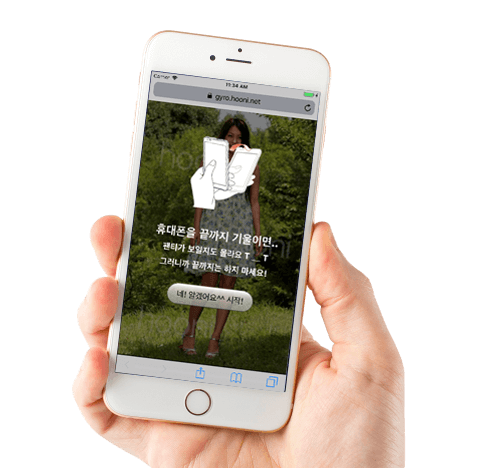 Carrier
11:34 AM
gyro.hooni.net
휴대폰을 끝까지 기울이면..
팬티가 보일지도 몰라요 T _ T
그러니까 끝까지는 하지 마세요!
네! 알겠어요^^ 시작!